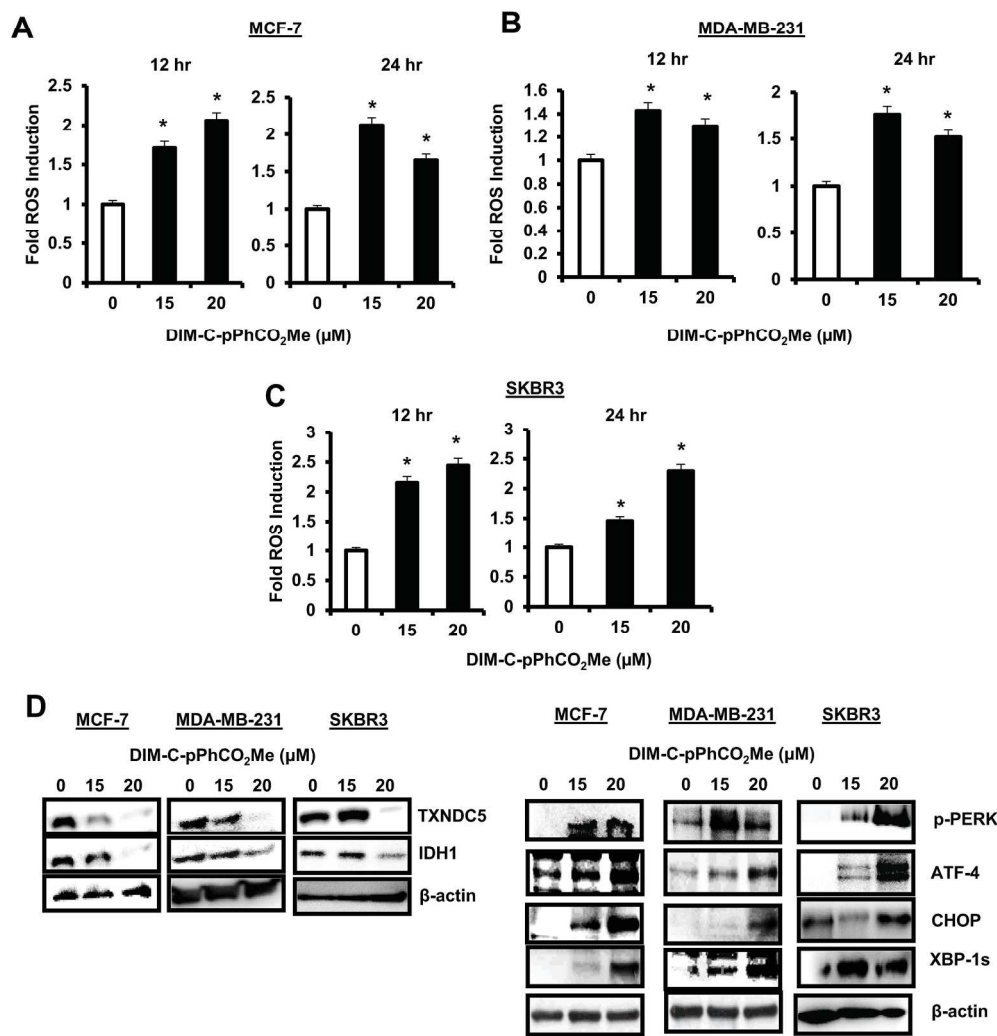 A
MCF-7
12 hr
24 hr
Fold ROS Induction
2.5
2
1.5
1
0.5
0
0
15
20
*
*
2.5
2
1.5
1
0.5
0
0
15
20
*
*
DIM-C-pPhCO₂Me (µM)
B
MDA-MB-231
12 hr
24 hr
Fold ROS Induction
1.6
1.4
1.2
1
0.8
0.6
0.4
0.2
0
0
15
20
*
*
2
1.5
1
0.5
0
0
15
20
*
*
DIM-C-pPhCO₂Me (µM)
C
SKBR3
12 hr
24 hr
Fold ROS Induction
3
2.5
2
1.5
1
0.5
0
0
15
20
*
*
3
2.5
2
1.5
1
0.5
0
0
15
20
*
*
DIM-C-pPhCO₂Me (µM)
D
MCF-7 MDA-MB-231 SKBR3
DIM-C-pPhCO₂Me (µM)
0 15 20 0 15 20 0 15 20
TXNDC5
IDH1
β-actin
MCF-7 MDA-MB-231 SKBR3
DIM-C-pPhCO₂Me (µM)
0 15 20 0 15 20 0 15 20
p-PERK
ATF-4
CHOP
XBP-1s
β-actin